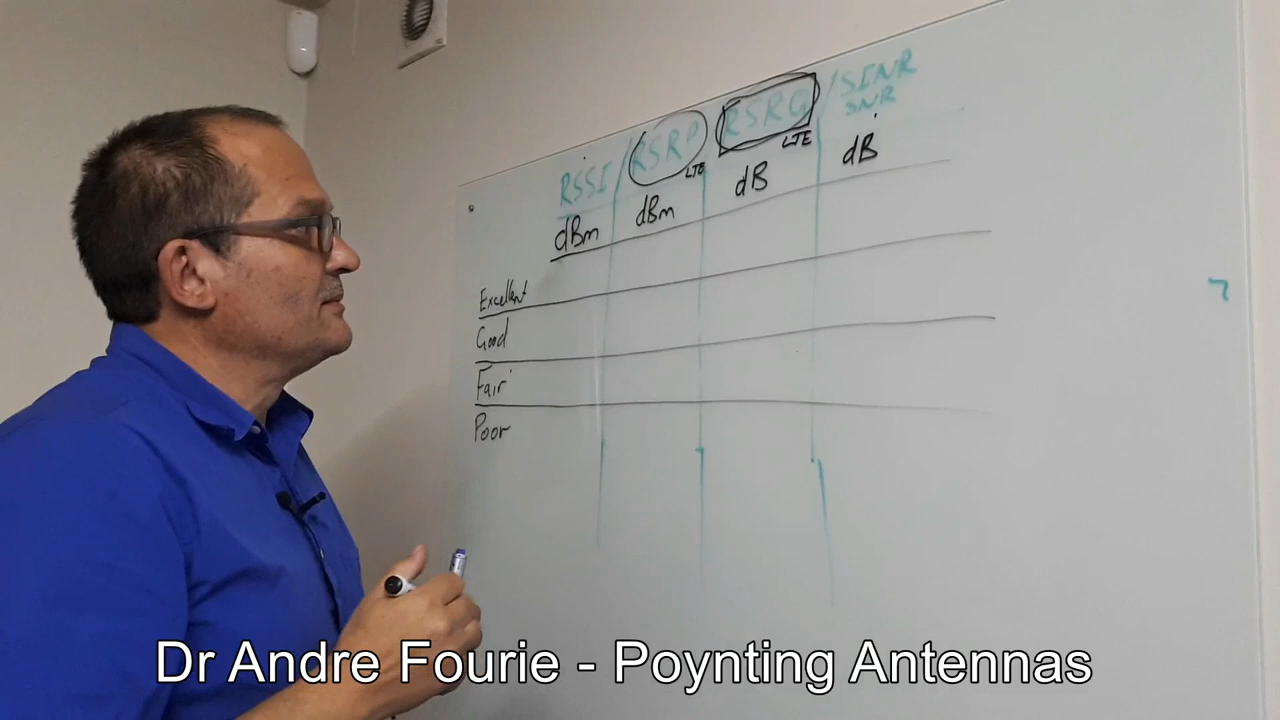 RSSI / RSRP / RSRQ / SINR
SNR
LTE LTE
dBm dBm dB dB
Excellent
Good
Fair
Poor
Dr Andre Fourie - Poynting Antennas